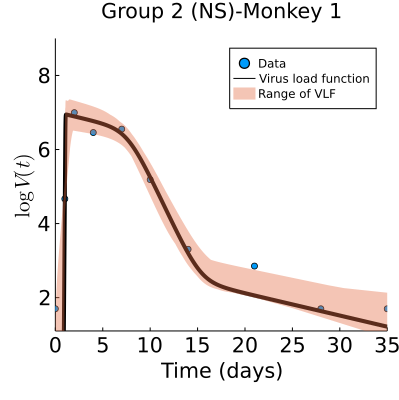 Group 2 (NS)-Monkey 1
Data
Virus load function
Range of VLF
8
6
4
2
log V(t)
0 5 10 15 20 25 30 35
Time (days)